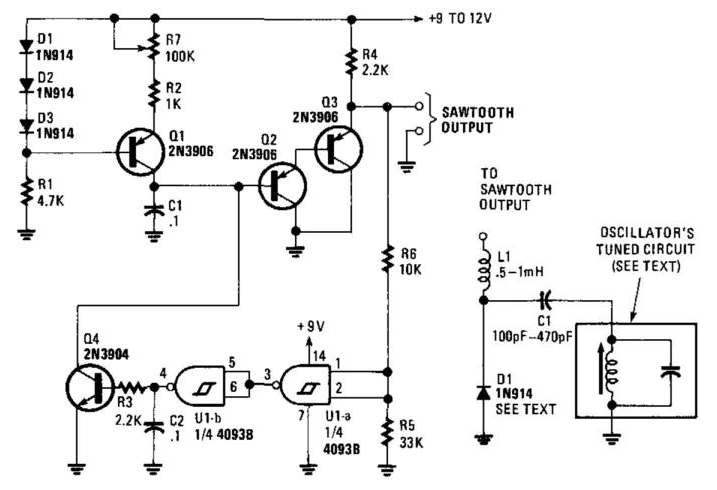 +9 TO 12V
D1
1N914
R7
100K
R4
2.2K
D2
1N914
R2
1K
D3
1N914
Q1
2N3906
Q2
2N3906
Q3
2N3906
SAWTOOTH
OUTPUT
R1
4.7K
C1
.1
TO
SAWTOOTH
OUTPUT
OSCILLATOR'S
TUNED CIRCUIT
(SEE TEXT)
R6
10K
L1
.5-1mH
C1
100pF-470pF
+9V
Q4
2N3904
4
5
6
3
14
1
2
7
R3
2.2K
C2
.1
U1-b
1/4 4093B
U1-a
1/4
4093B
R5
33K
D1
1N914
SEE TEXT